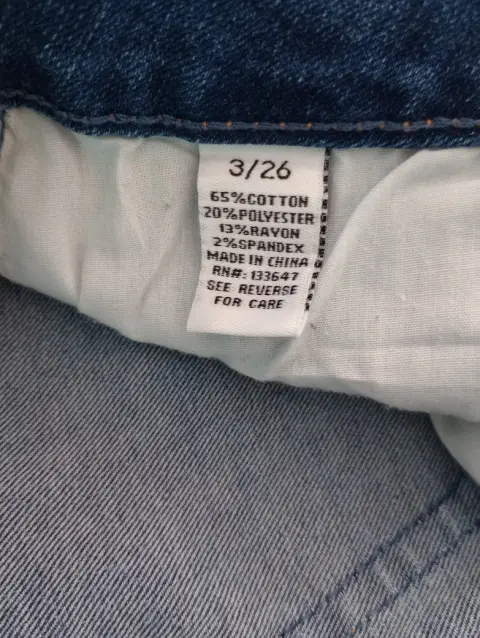 3/26
65%COTTON
20%POLYESTER
13%RAYON
2%SPANDEX
MADE IN CHINA
RN#: 133647
SEE REVERSE
FOR CARE